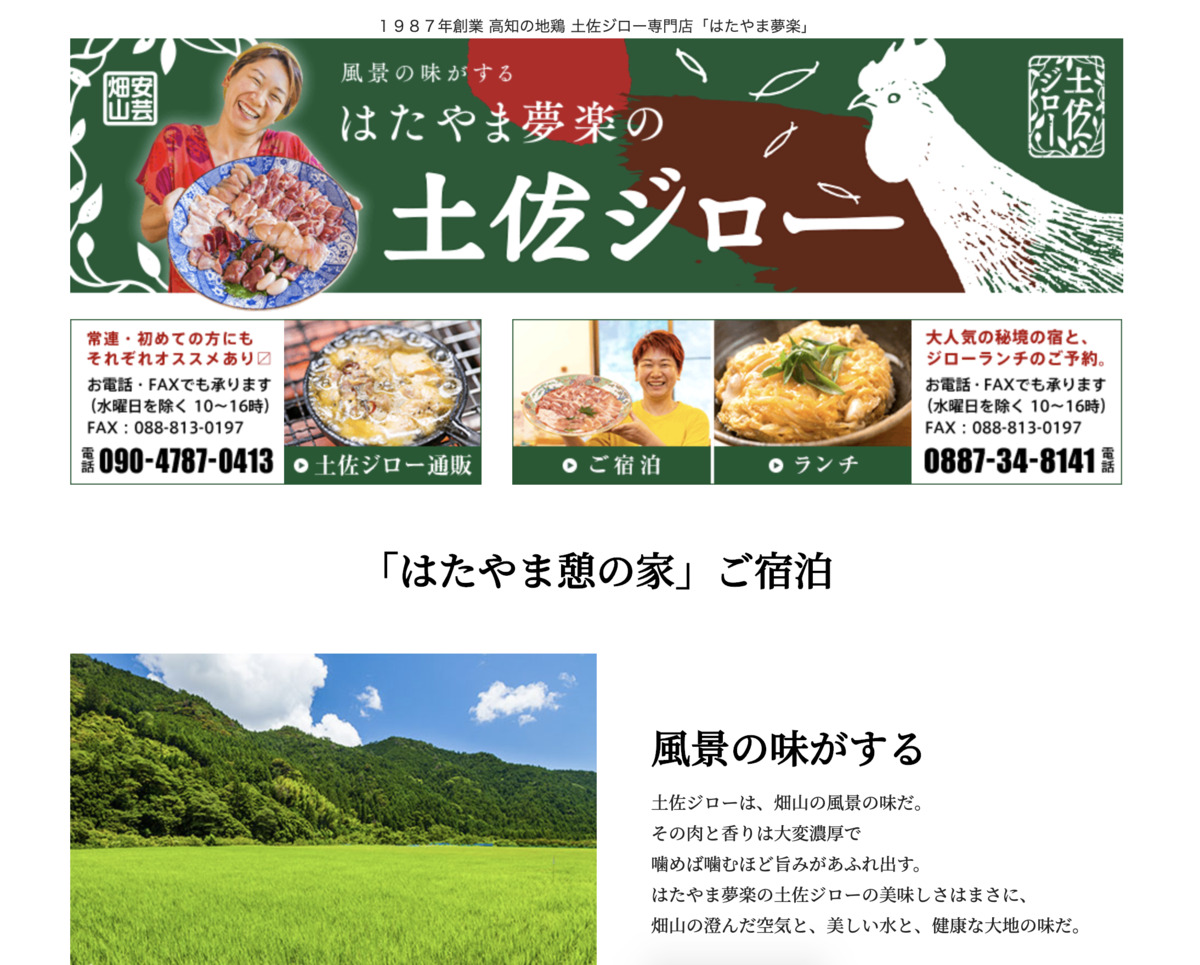 １９８７年創業 高知の地鶏 土佐ジロー専門店「はたやま夢楽」
安芸
畑山
風景の味がする
はたやま夢楽の
土佐ジロー
土佐
ジロー
常連・初めての方にも
それぞれオススメあり〼
お電話・FAXでも承ります
（水曜日を除く 10〜16時）
FAX：088-813-0197
電話 090-4787-0413
土佐ジロー通販
ご宿泊
ランチ
大人気の秘境の宿と、
ジローランチのご予約。
お電話・FAXでも承ります
（水曜日を除く 10〜16時）
FAX：088-813-0197
0887-34-8141 電話
「はたやま憩の家」ご宿泊
風景の味がする
土佐ジローは、畑山の風景の味だ。
その肉と香りは大変濃厚で
噛めば噛むほど旨みがあふれ出す。
はたやま夢楽の土佐ジローの美味しさはまさに、
畑山の澄んだ空気と、美しい水と、健康な大地の味だ。